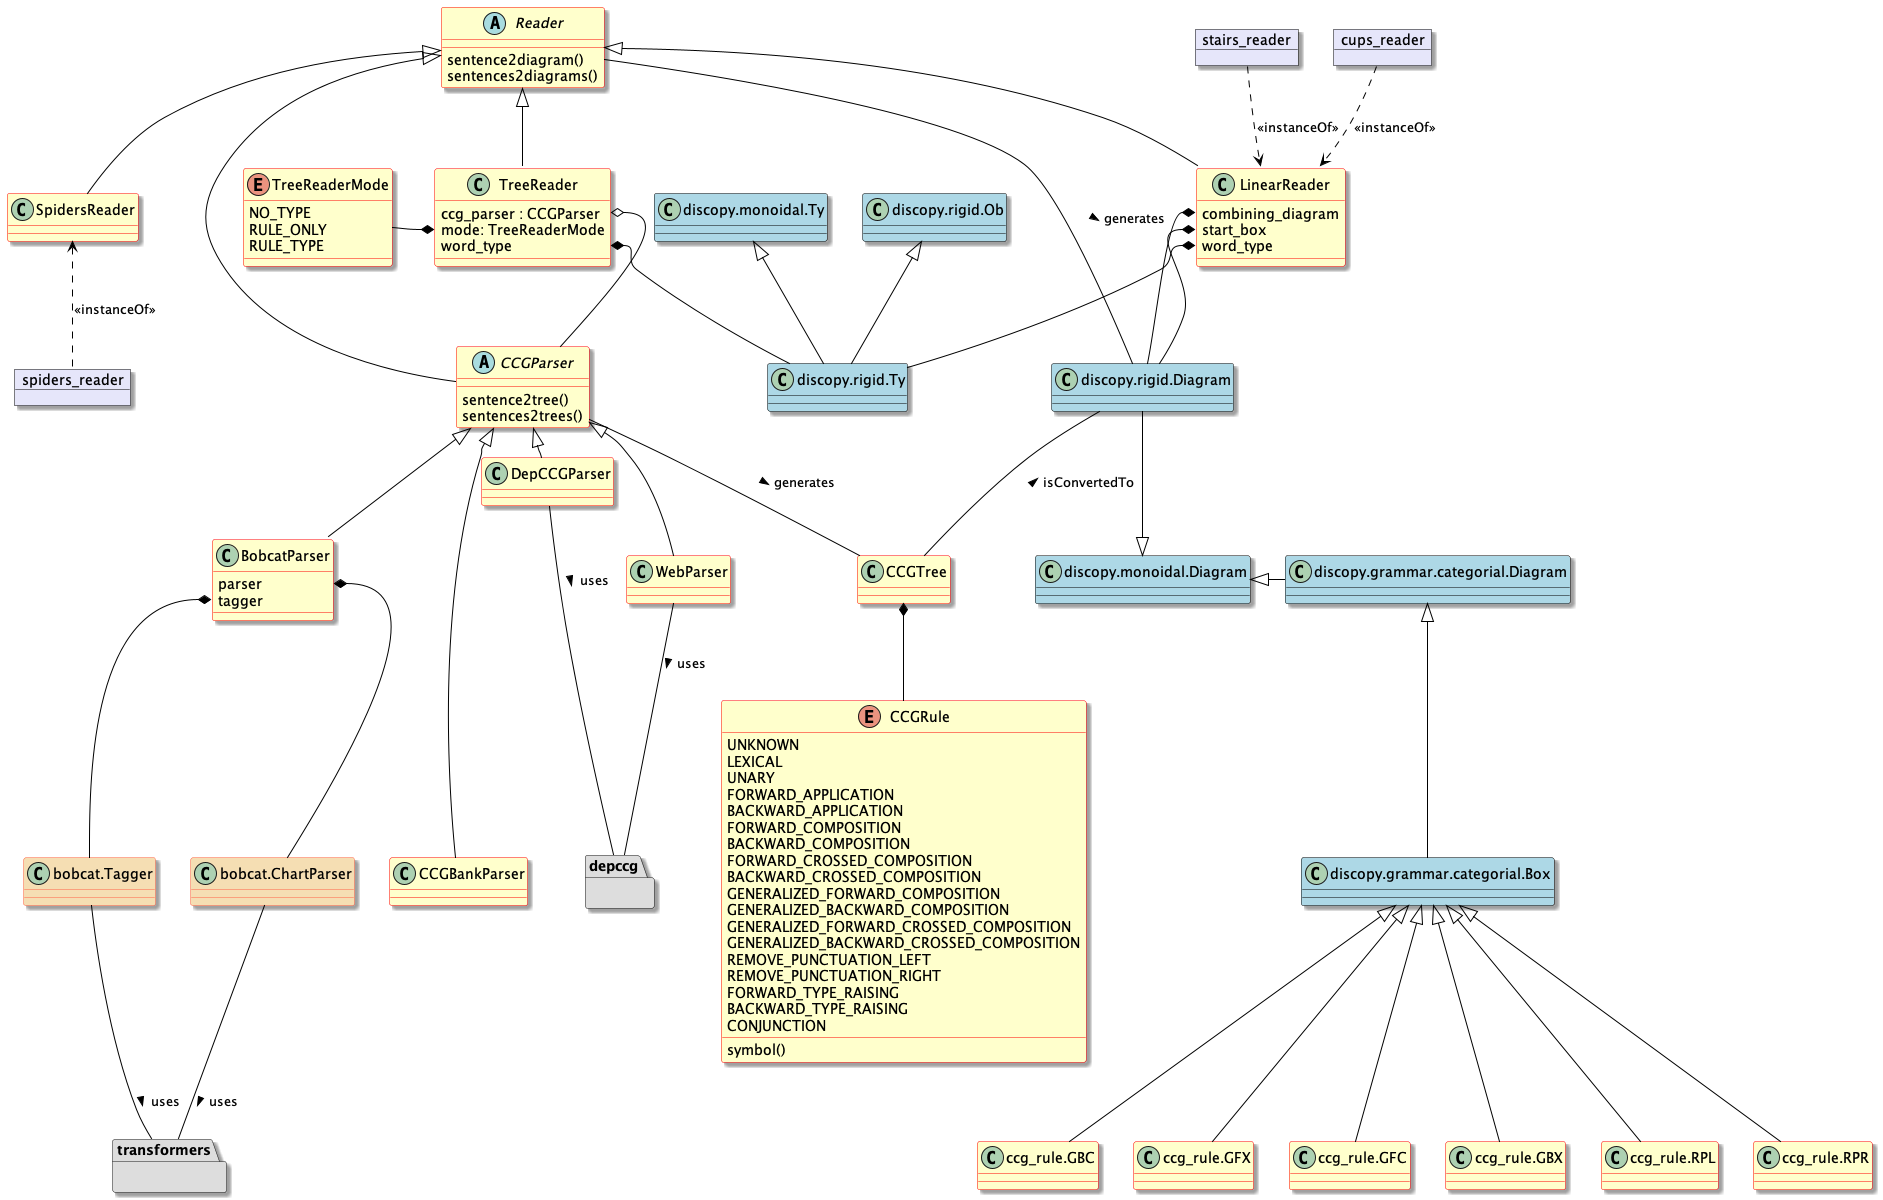 A Reader
sentence2diagram()
sentences2diagrams()
stairs_reader
cups_reader
«instanceOf»
«instanceOf»
C SpidersReader
E TreeReaderMode
NO_TYPE
RULE_ONLY
RULE_TYPE
C TreeReader
ccg_parser : CCGParser
mode: TreeReaderMode
word_type
C discopy.monoidal.Ty
C discopy.rigid.Ob
generates
C LinearReader
combining_diagram
start_box
word_type
«instanceOf»
spiders_reader
A CCGParser
sentence2tree()
sentences2trees()
C discopy.rigid.Ty
C discopy.rigid.Diagram
C DepCCGParser
generates
isConvertedTo
C BobcatParser
parser
tagger
uses
C WebParser
C CCGTree
C discopy.monoidal.Diagram
C discopy.grammar.categorial.Diagram
uses
E CCGRule
UNKNOWN
LEXICAL
UNARY
FORWARD_APPLICATION
BACKWARD_APPLICATION
FORWARD_COMPOSITION
BACKWARD_COMPOSITION
FORWARD_CROSSED_COMPOSITION
BACKWARD_CROSSED_COMPOSITION
GENERALIZED_FORWARD_COMPOSITION
GENERALIZED_BACKWARD_COMPOSITION
GENERALIZED_FORWARD_CROSSED_COMPOSITION
GENERALIZED_BACKWARD_CROSSED_COMPOSITION
REMOVE_PUNCTUATION_LEFT
REMOVE_PUNCTUATION_RIGHT
FORWARD_TYPE_RAISING
BACKWARD_TYPE_RAISING
CONJUNCTION
symbol()
C bobcat.Tagger
C bobcat.ChartParser
C CCGBankParser
depccg
C discopy.grammar.categorial.Box
uses
uses
transformers
C ccg_rule.GBC
C ccg_rule.GFX
C ccg_rule.GFC
C ccg_rule.GBX
C ccg_rule.RPL
C ccg_rule.RPR